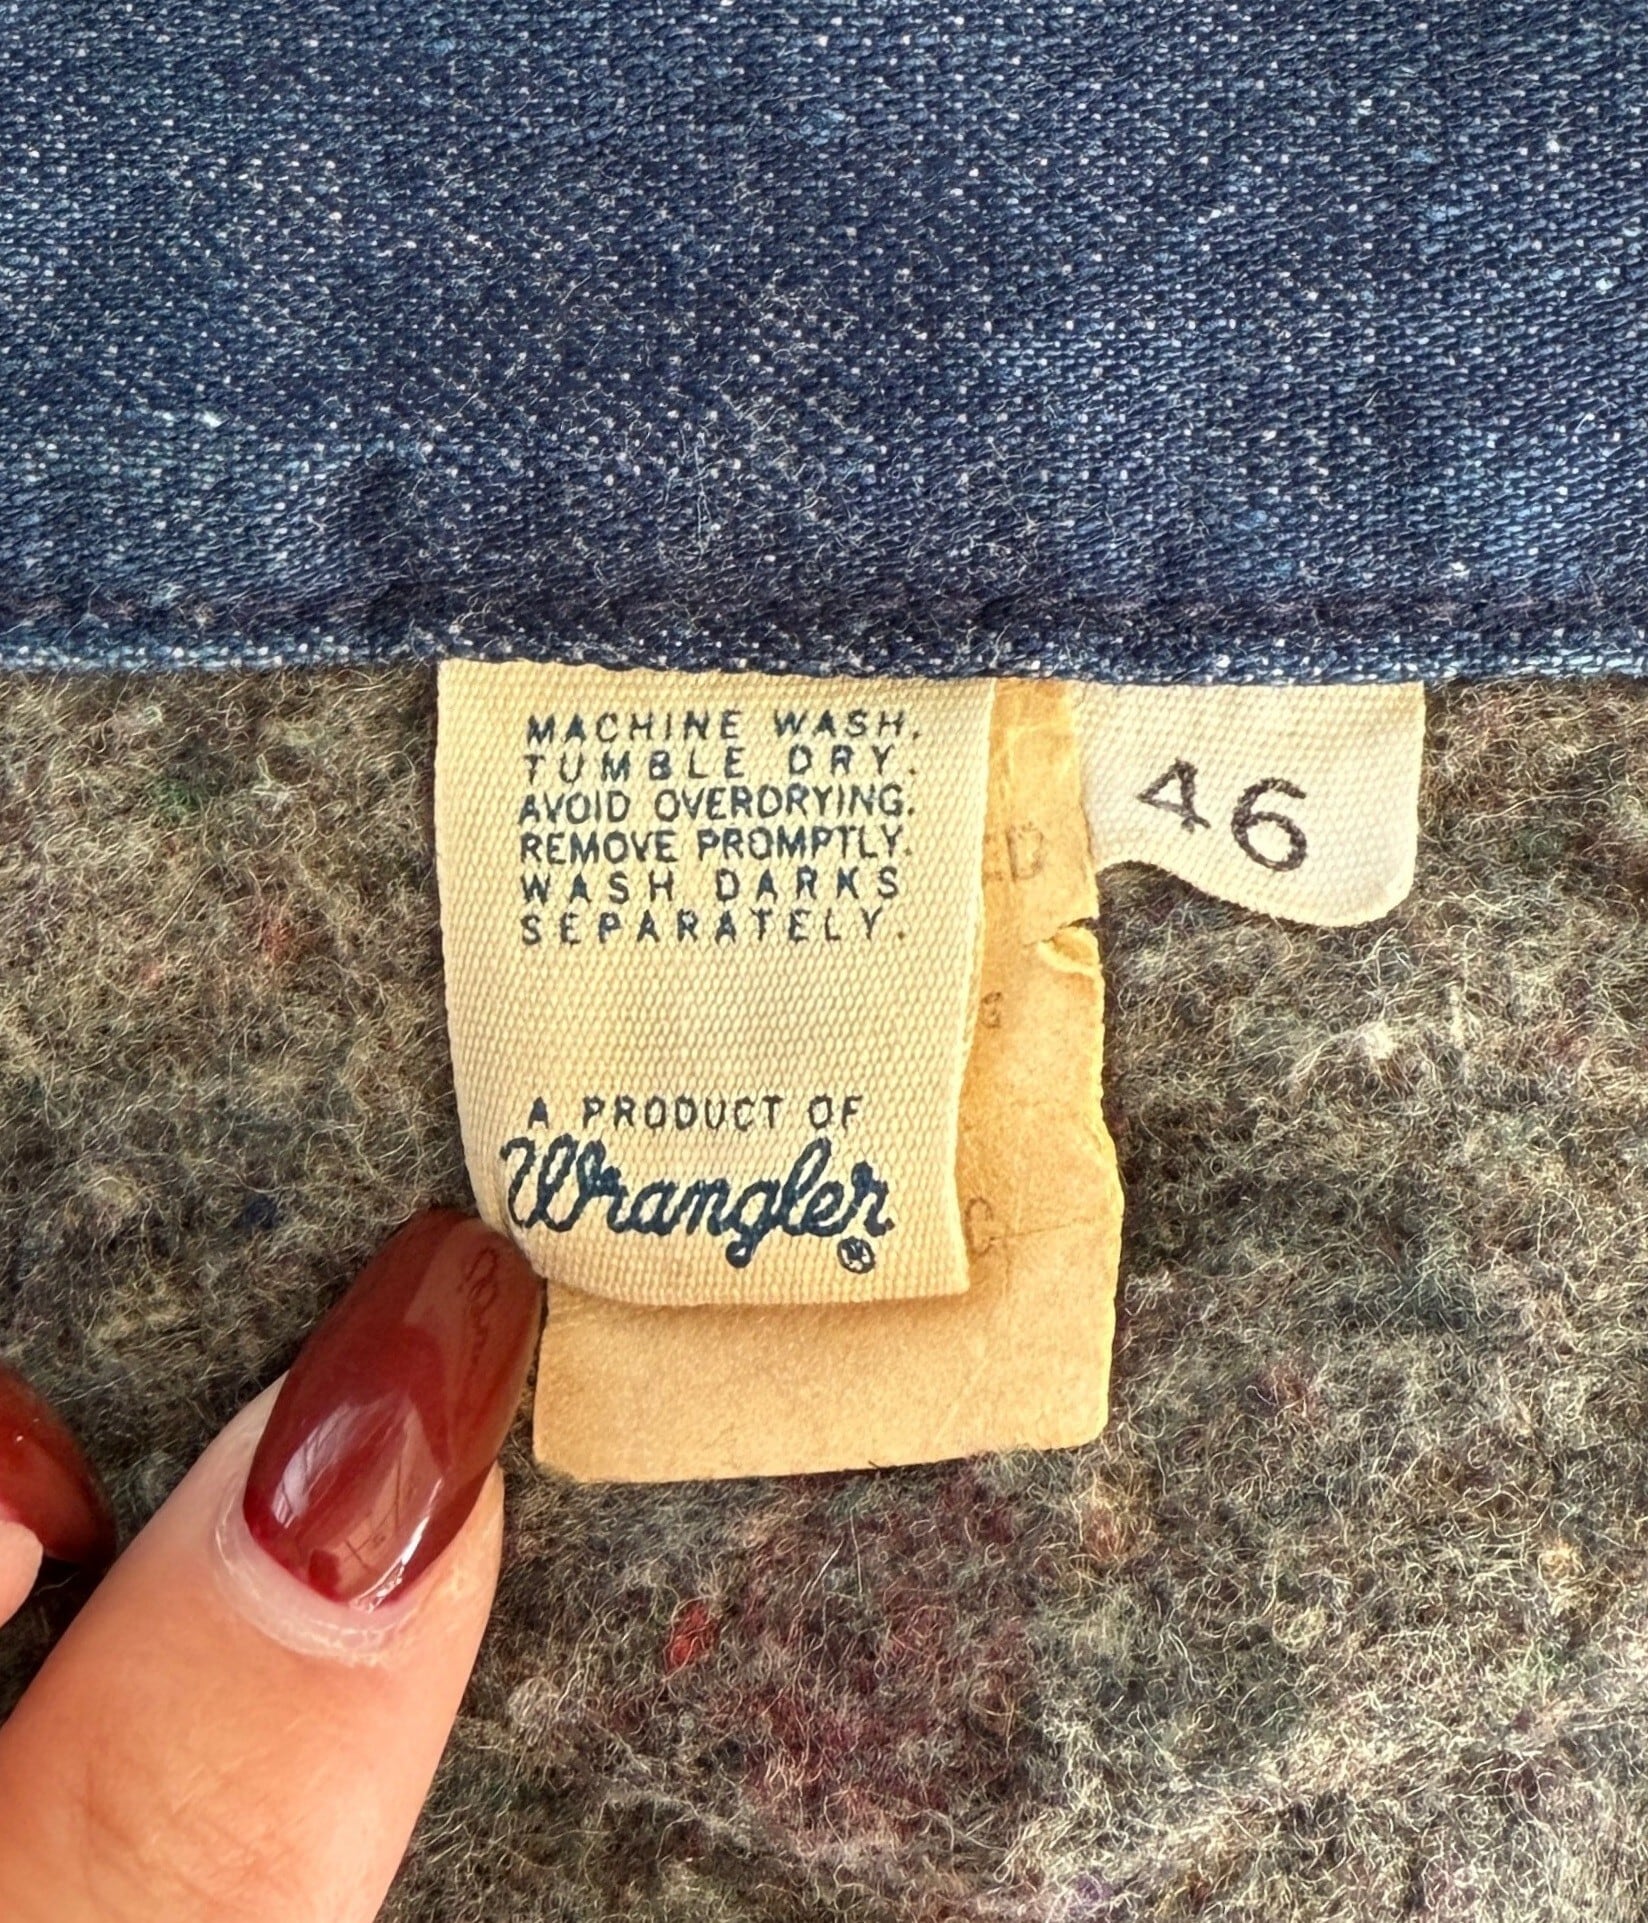 MACHINE WASH.
TUMBLE DRY.
AVOID OVERDRYING.
REMOVE PROMPTLY.
WASH DARKS
SEPARATELY.
A PRODUCT OF
Wrangler®
46